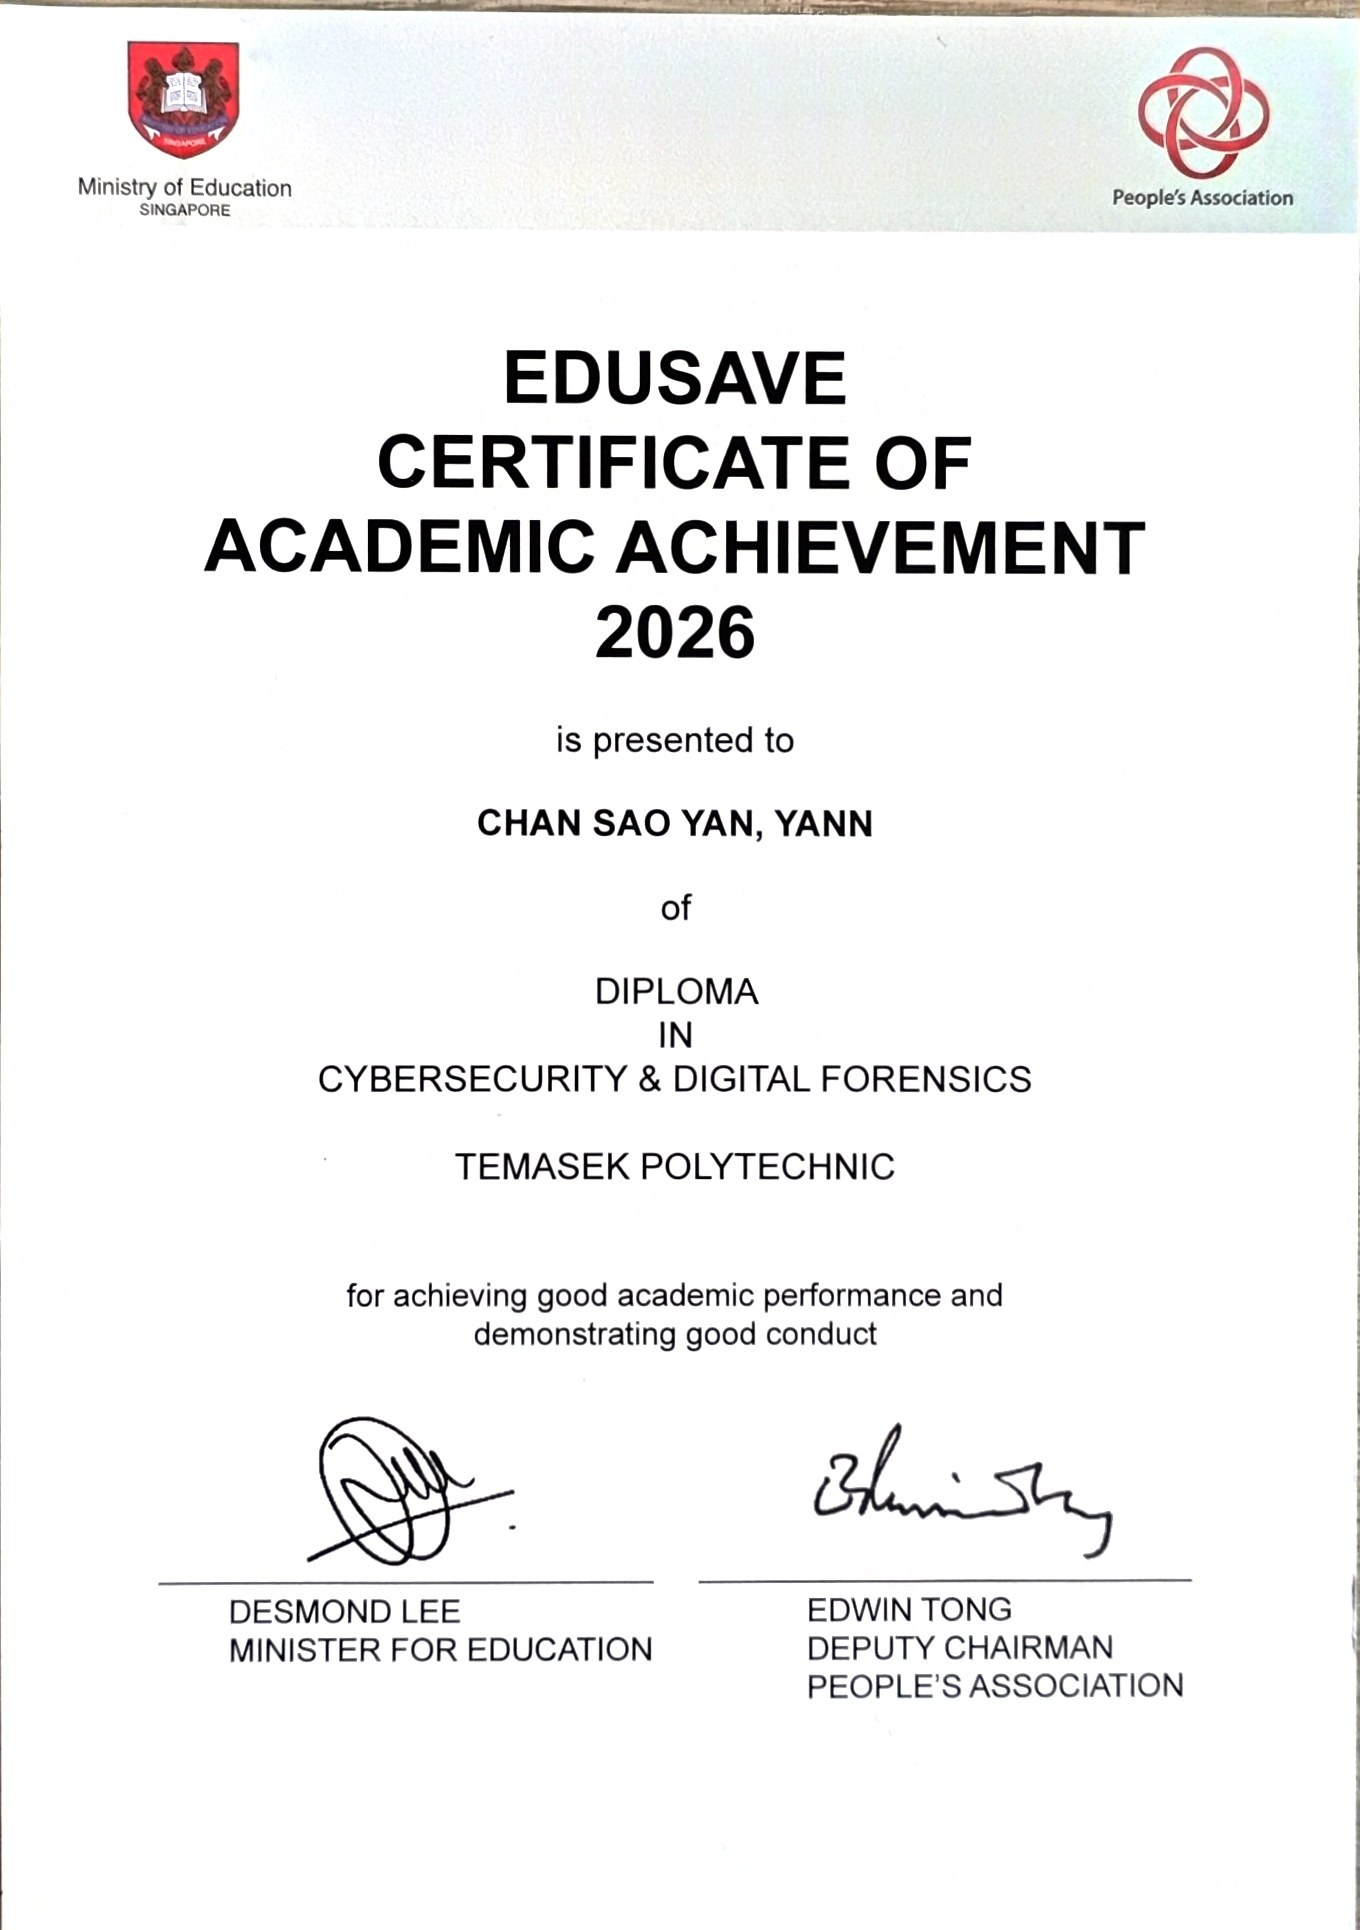 Ministry of Education
SINGAPORE
People's Association
EDUSAVE
CERTIFICATE OF
ACADEMIC ACHIEVEMENT
2026
is presented to
CHAN SAO YAN, YANN
of
DIPLOMA
IN
CYBERSECURITY & DIGITAL FORENSICS
TEMASEK POLYTECHNIC
for achieving good academic performance and
demonstrating good conduct
DESMOND LEE
MINISTER FOR EDUCATION
EDWIN TONG
DEPUTY CHAIRMAN
PEOPLE'S ASSOCIATION